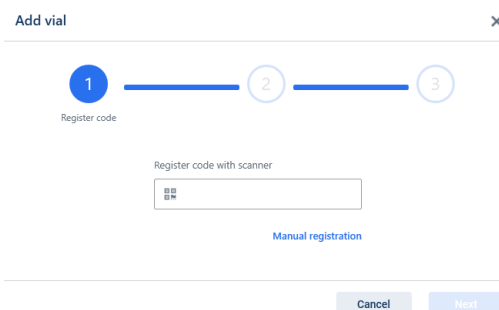 Add vial
1
2
3
Register code
Register code with scanner
Manual registration
Cancel
Next